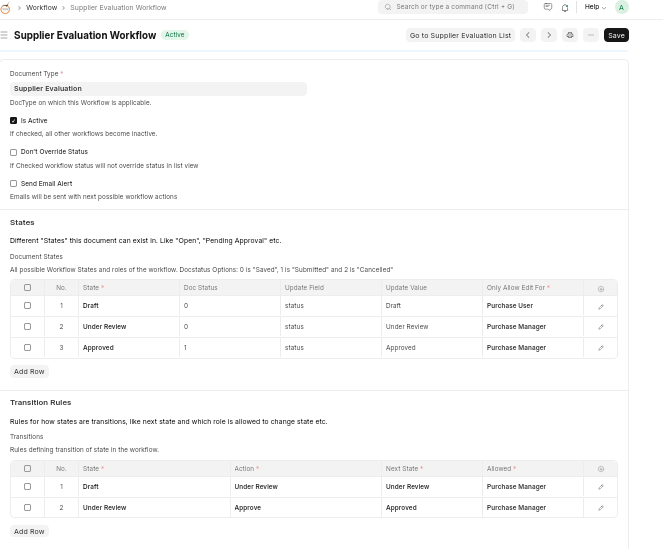 Workflow > Supplier Evaluation Workflow
Search or type a command (Ctrl + G)
Help
A
Supplier Evaluation Workflow
Active
Go to Supplier Evaluation List
Save
Document Type *
Supplier Evaluation
DocType on which this Workflow is applicable.
Is Active
If checked, all other workflows become inactive.
Don't Override Status
If Checked workflow status will not override status in list view
Send Email Alert
Emails will be sent with next possible workflow actions
States
Different "States" this document can exist in. Like "Open", "Pending Approval" etc.
Document States
All possible Workflow States and roles of the workflow. Docstatus Options: 0 is "Saved", 1 is "Submitted" and 2 is "Cancelled"
No. State * Doc Status Update Field Update Value Only Allow Edit For *
1 Draft 0 status Draft Purchase User
2 Under Review 0 status Under Review Purchase Manager
3 Approved 1 status Approved Purchase Manager
Add Row
Transition Rules
Rules for how states are transitions, like next state and which role is allowed to change state etc.
Transitions
Rules defining transition of state in the workflow.
No. State * Action * Next State * Allowed *
1 Draft Under Review Under Review Purchase Manager
2 Under Review Approve Approved Purchase Manager
Add Row